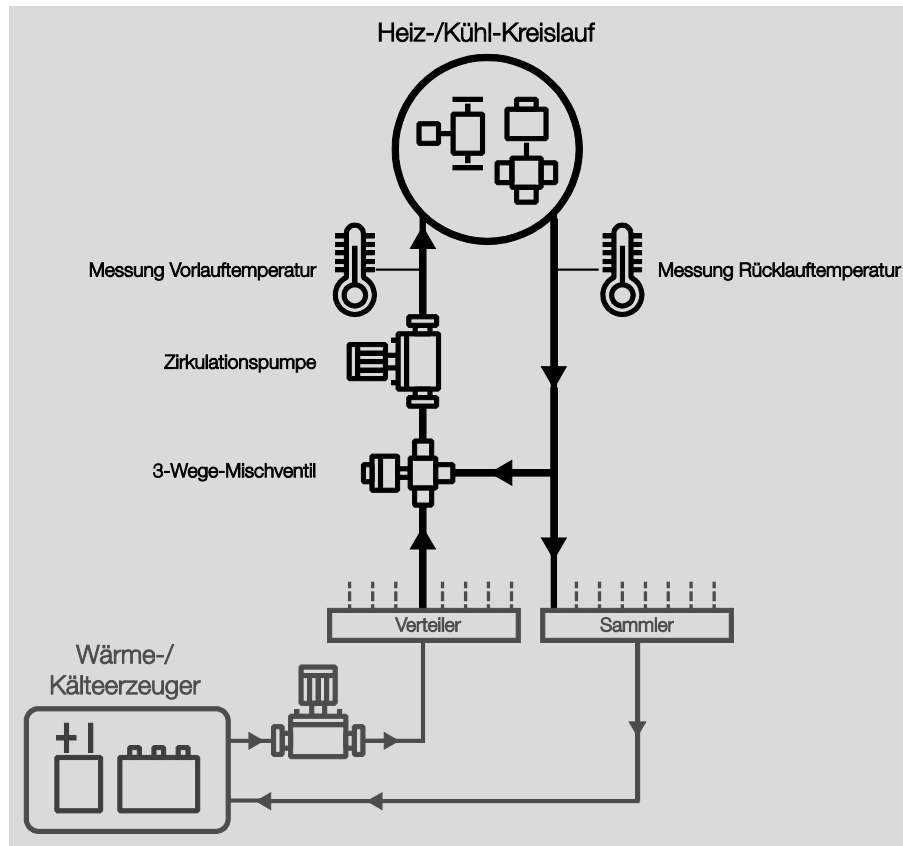 Heiz-/Kühl-Kreislauf
Messung Vorlauftemperatur
Messung Rücklauftemperatur
Zirkulationspumpe
3-Wege-Mischventil
Verteiler
Sammler
Wärme-/
Kälteerzeuger